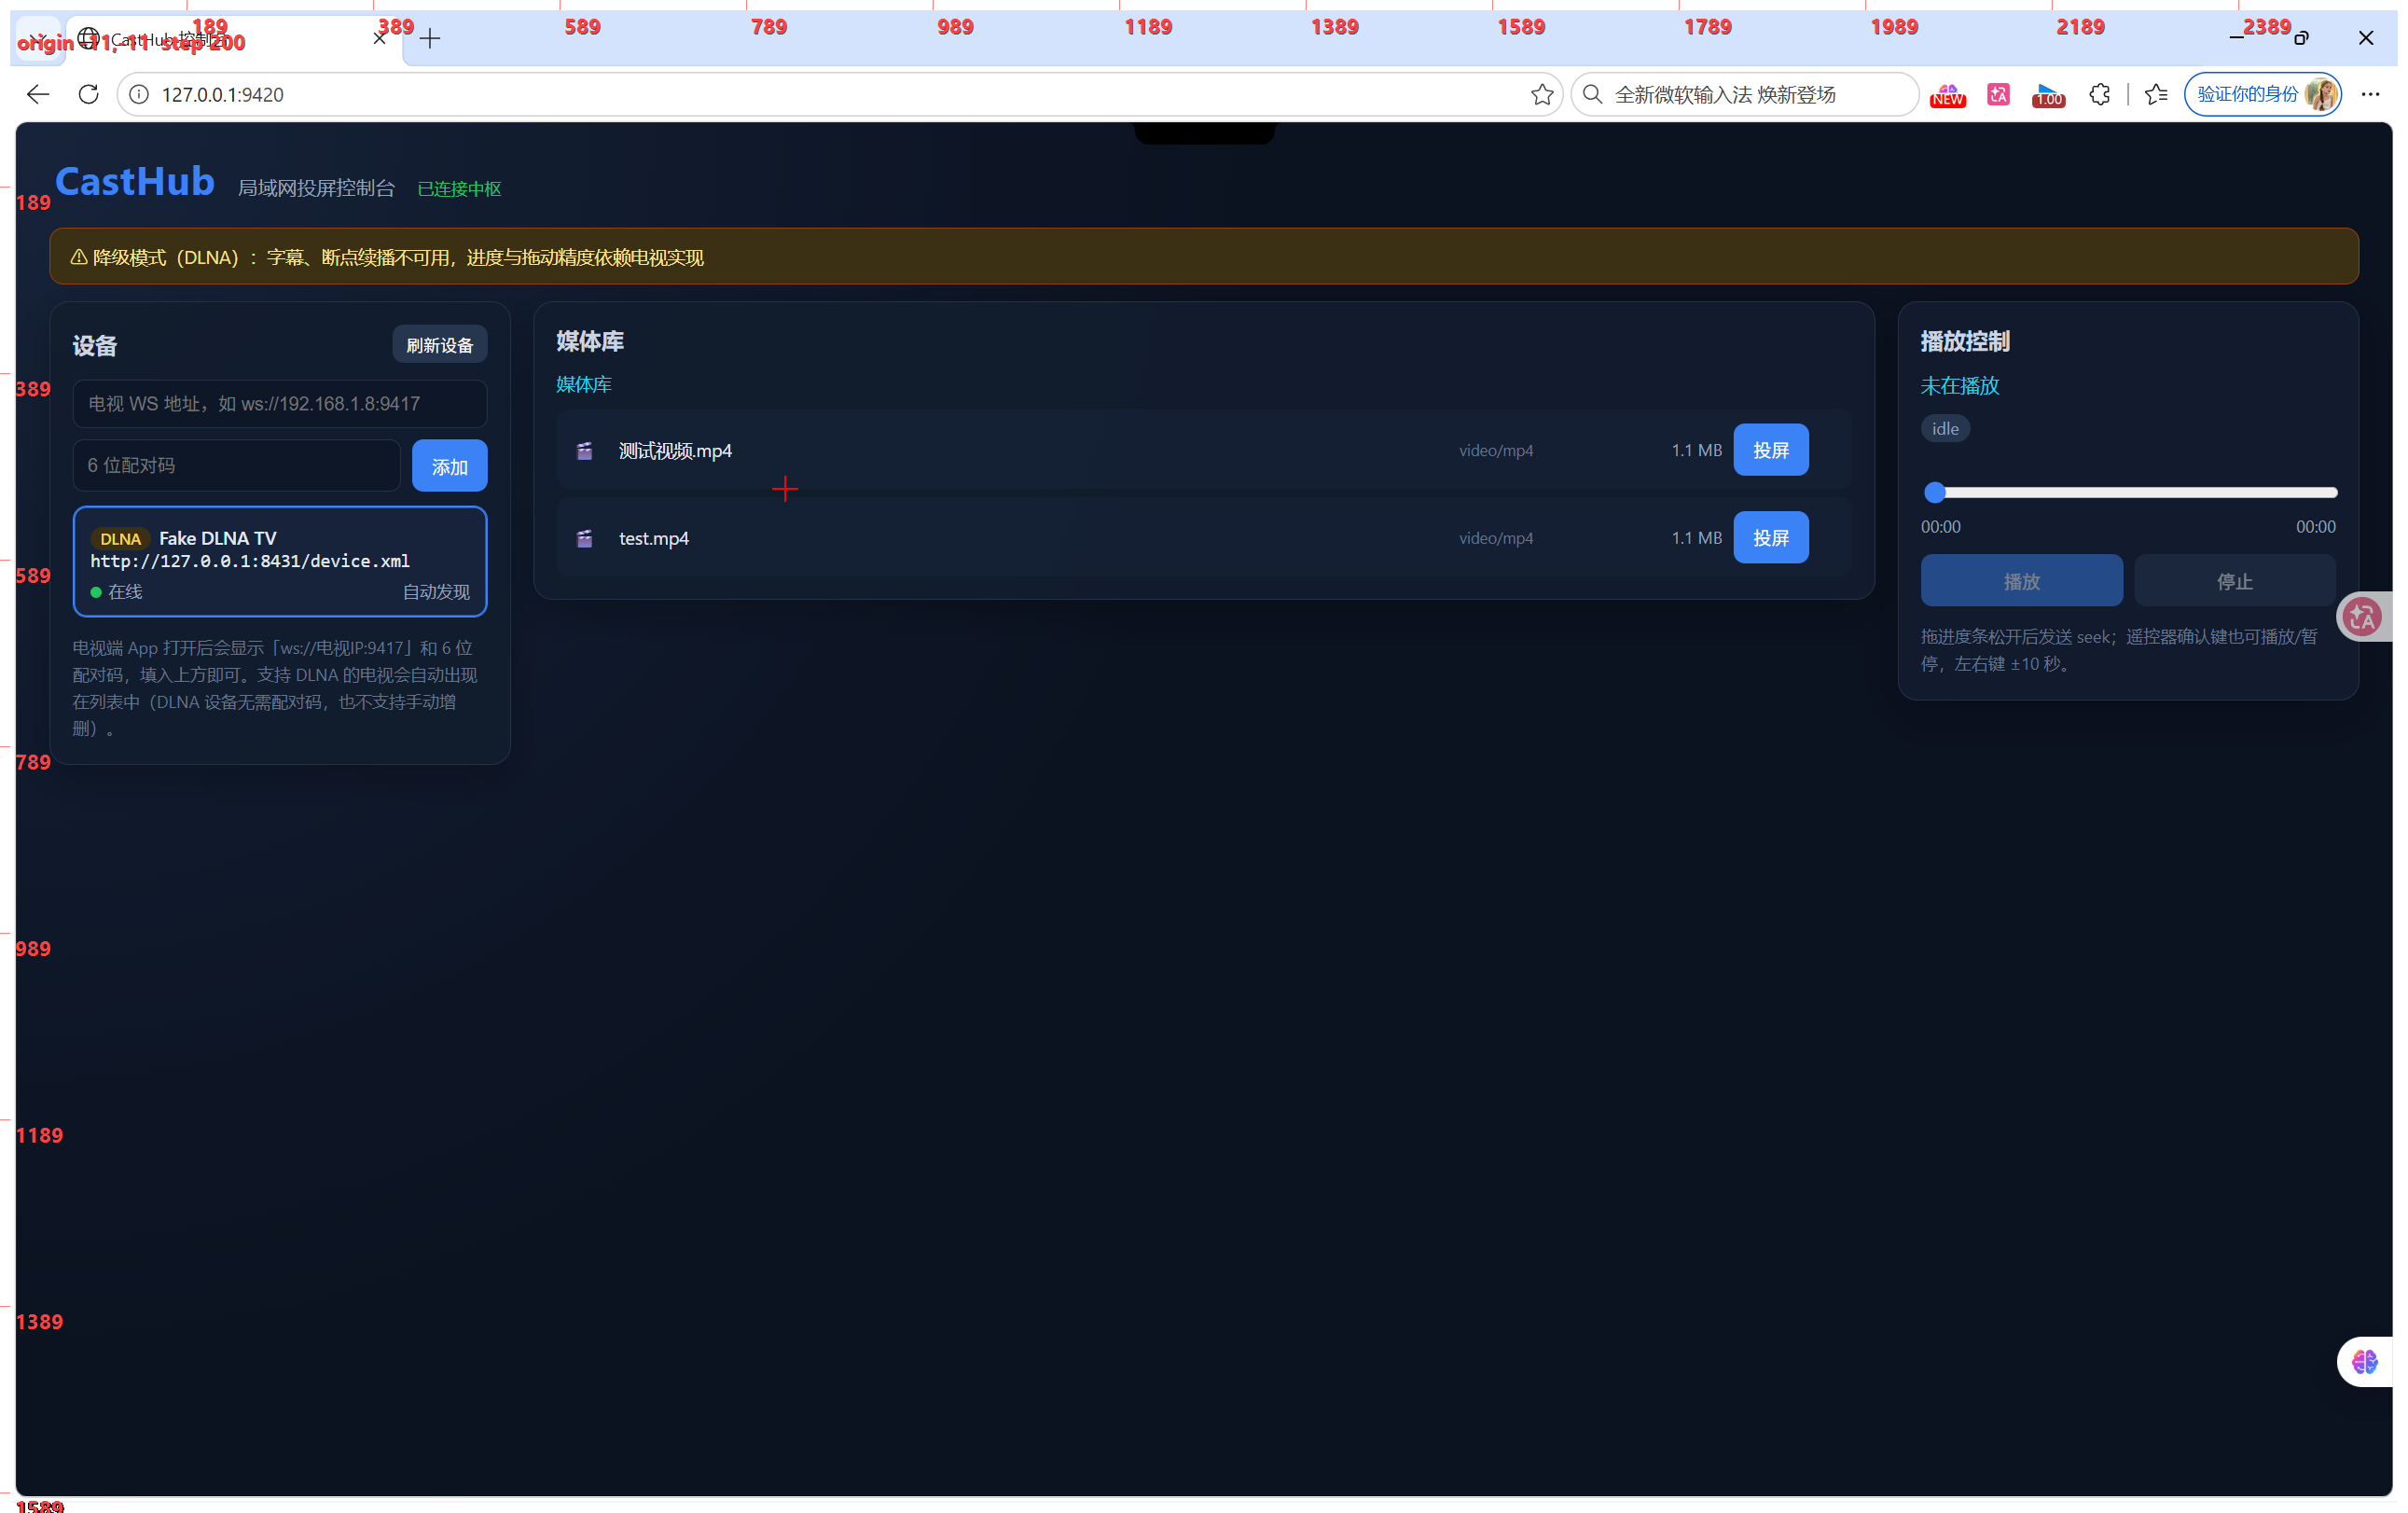 189 389 589 789 989 1189 1389 1589 1789 1989 2189 2389
origin -11,-11 step 200
CastHub 控制台
127.0.0.1:9420
全新微软输入法 焕新登场
NEW
1.00
验证你的身份
CastHub 局域网投屏控制台 已连接中枢
189
⚠ 降级模式（DLNA）：字幕、断点续播不可用，进度与拖动精度依赖电视实现
设备 刷新设备
389
电视 WS 地址，如 ws://192.168.1.8:9417
6 位配对码 添加
DLNA Fake DLNA TV
http://127.0.0.1:8431/device.xml
589
在线 自动发现
电视端 App 打开后会显示「ws://电视IP:9417」和 6 位
配对码，填入上方即可。支持 DLNA 的电视会自动出现
在列表中（DLNA 设备无需配对码，也不支持手动增
删）。
789
媒体库
媒体库
测试视频.mp4 video/mp4 1.1 MB 投屏
test.mp4 video/mp4 1.1 MB 投屏
播放控制
未在播放
idle
00:00 00:00
播放 停止
拖进度条松开后发送 seek；遥控器确认键也可播放/暂
停，左右键 ±10 秒。
989
1189
1389
1589